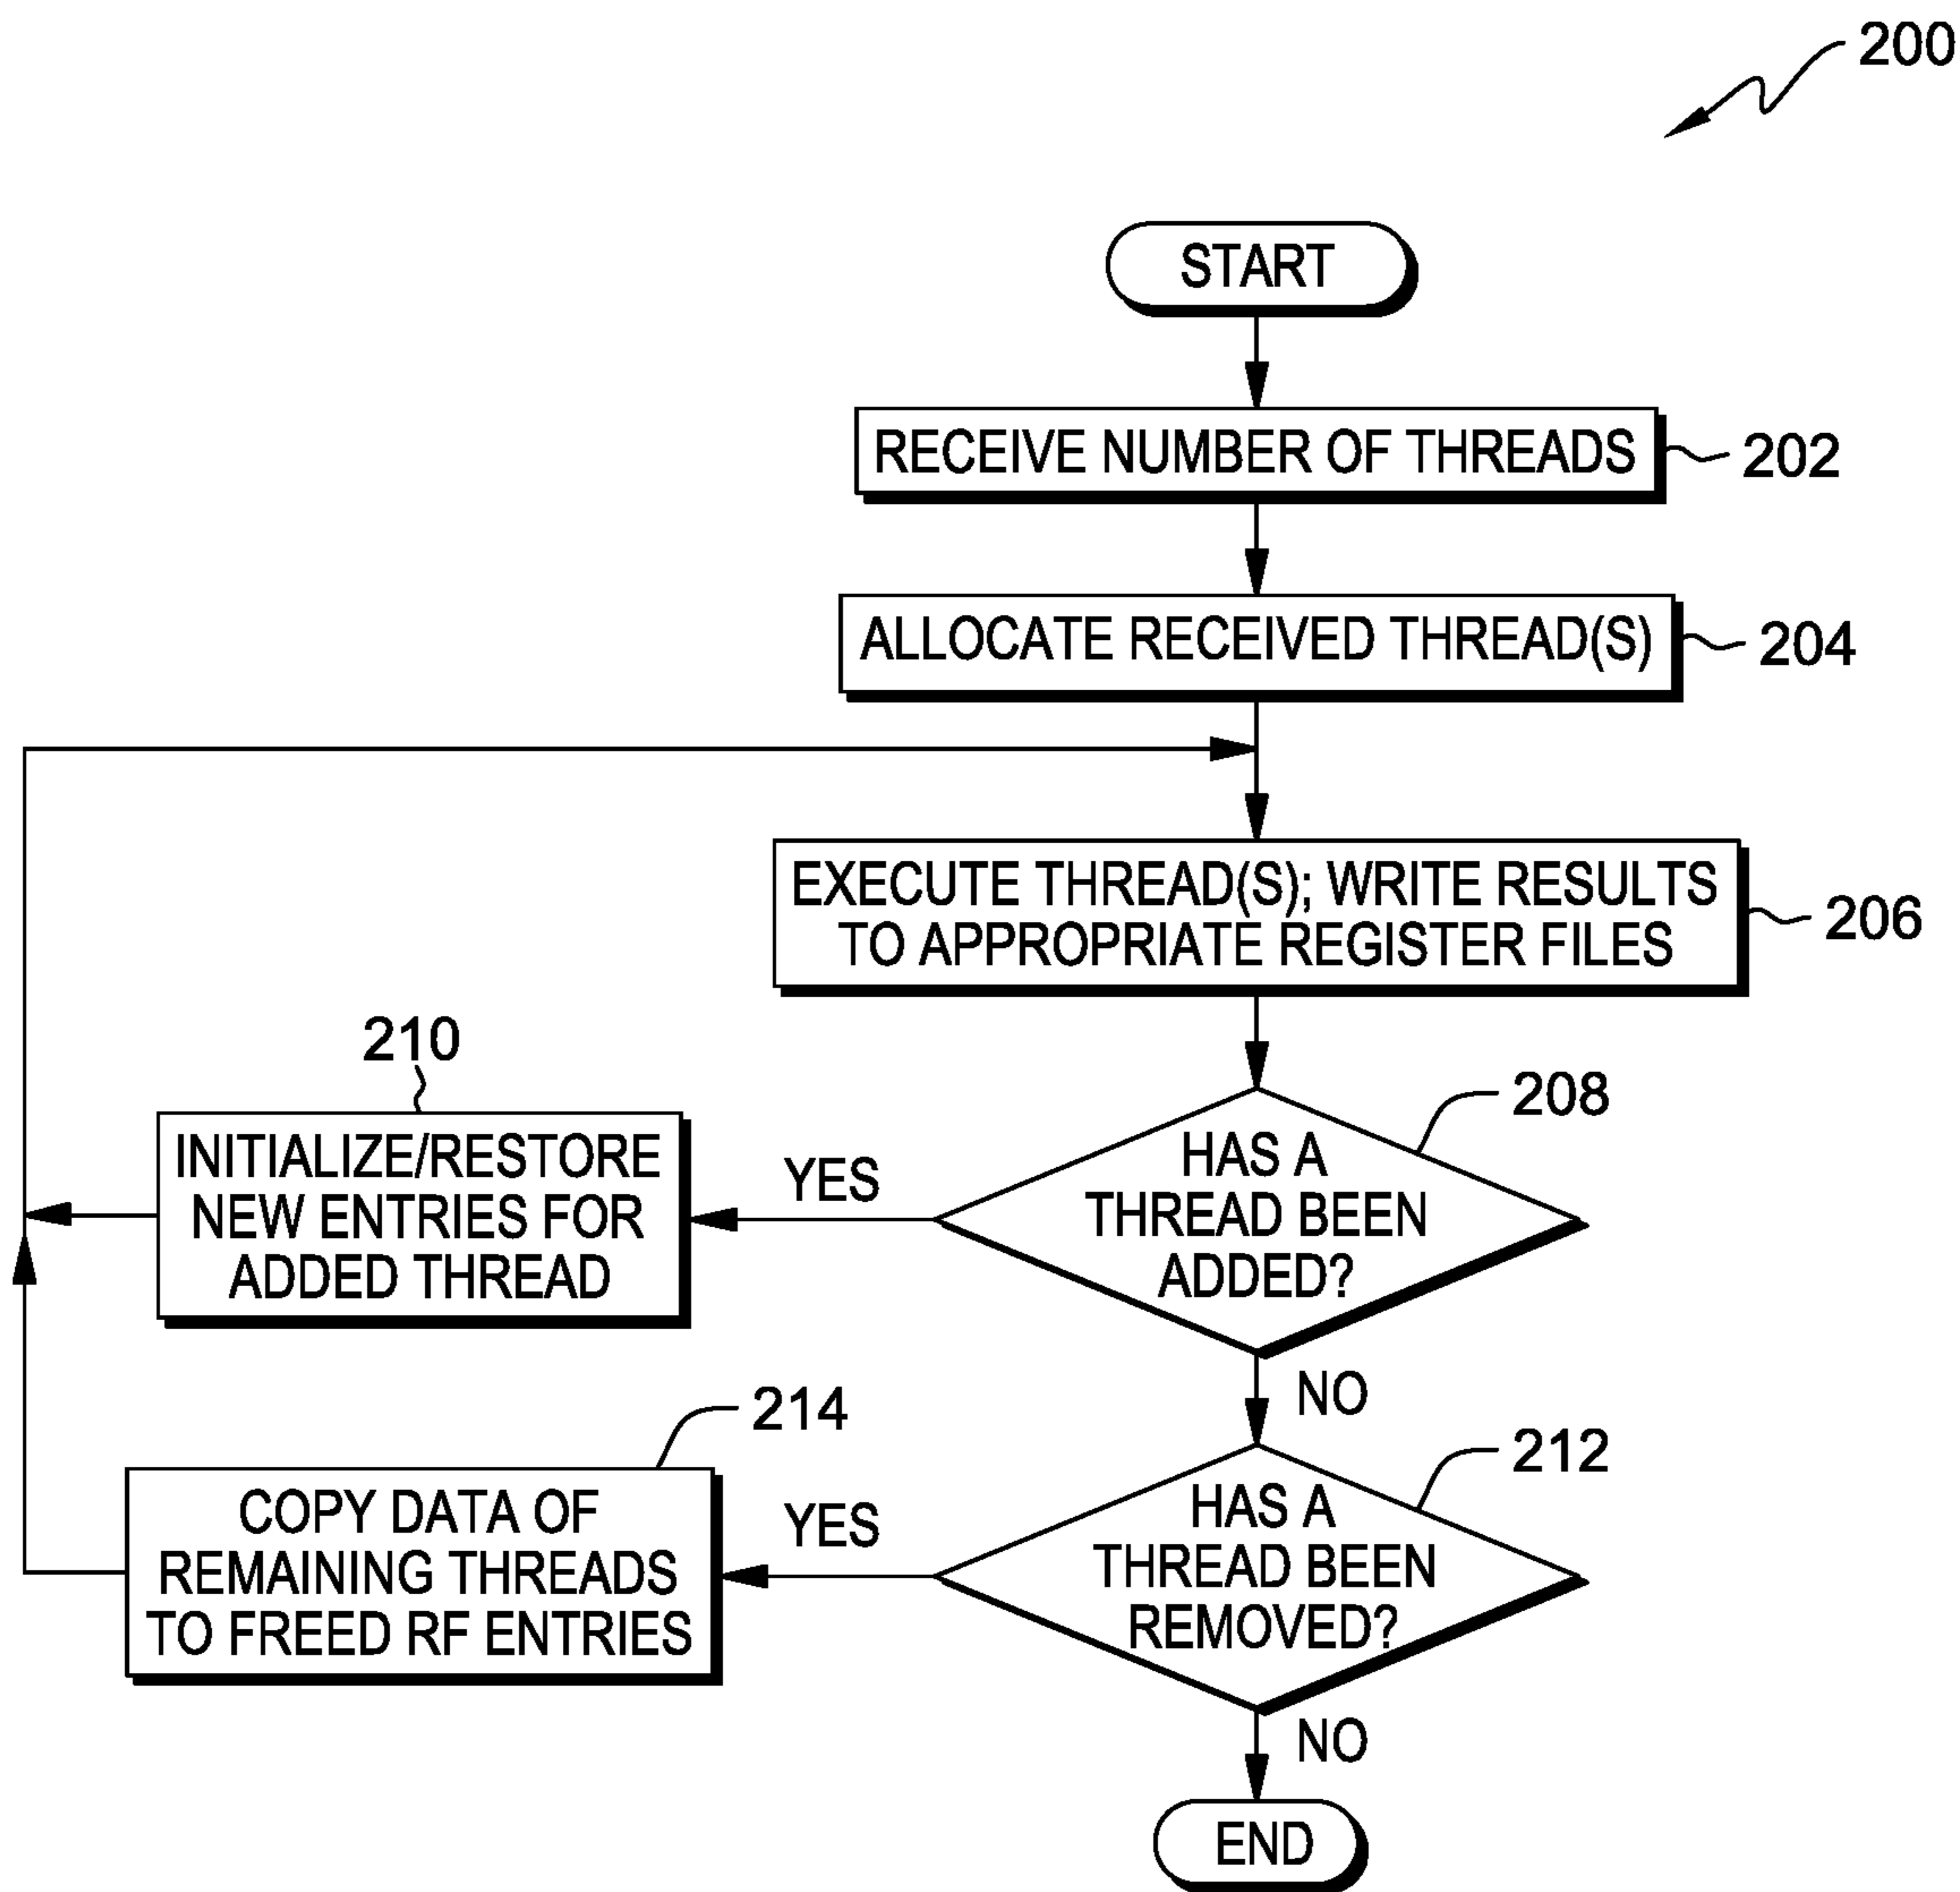 200
START
RECEIVE NUMBER OF THREADS
202
ALLOCATE RECEIVED THREAD(S)
204
EXECUTE THREAD(S); WRITE RESULTS
TO APPROPRIATE REGISTER FILES
206
208
HAS A
THREAD BEEN
ADDED?
YES
210
INITIALIZE/RESTORE
NEW ENTRIES FOR
ADDED THREAD
NO
212
HAS A
THREAD BEEN
REMOVED?
YES
214
COPY DATA OF
REMAINING THREADS
TO FREED RF ENTRIES
NO
END